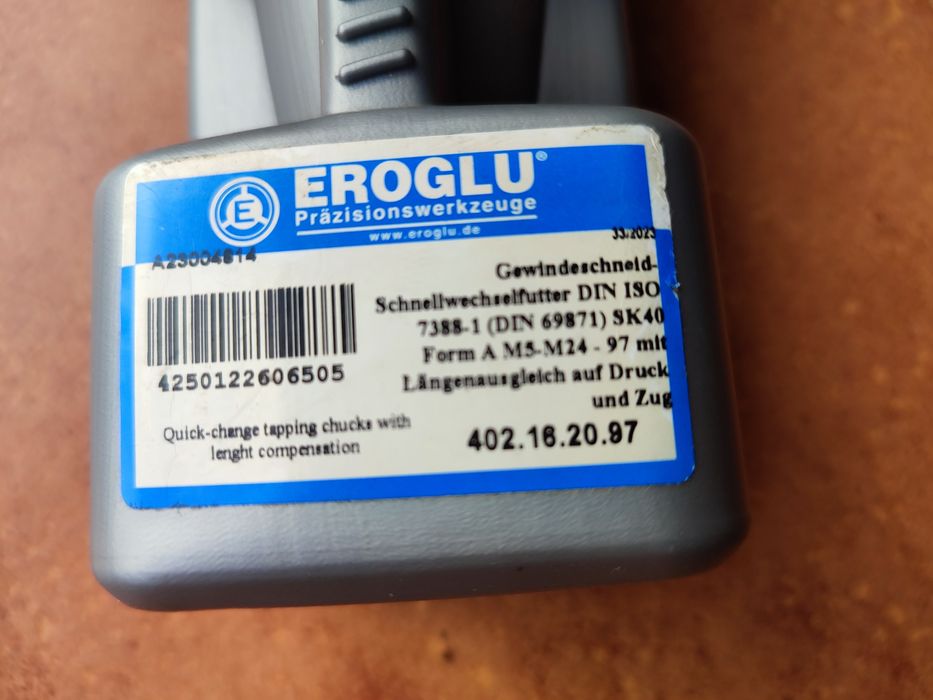 E
EROGLU®
Präzisionswerkzeuge
www.eroglu.de
33/2023
A23004814
Gewindeschneid-
Schnellwechselfutter DIN ISO
7388-1 (DIN 69871) SK40
Form A M5-M24 - 97 mit
Längenausgleich auf Druck
und Zug
4250122606505
Quick-change tapping chucks with
lenght compensation
402.16.20.97